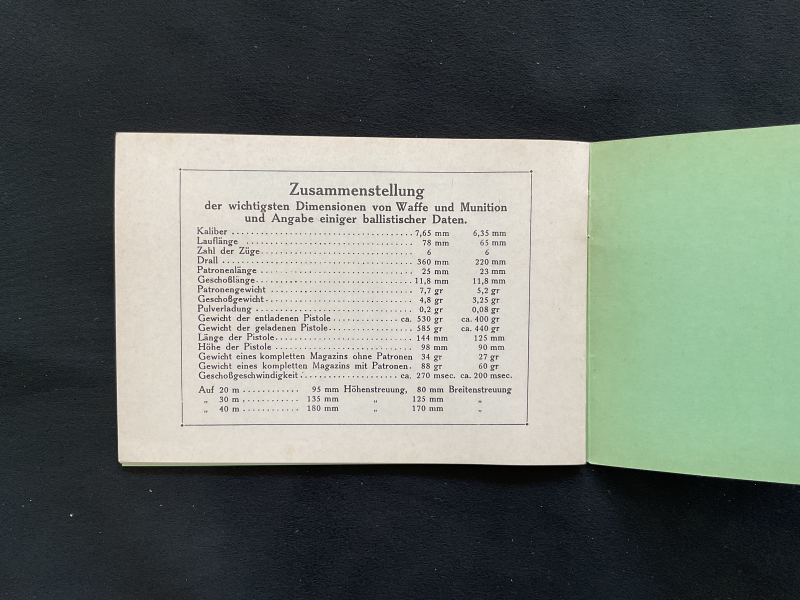 Zusammenstellung
der wichtigsten Dimensionen von Waffe und Munition
und Angabe einiger ballistischer Daten.
Kaliber . . . . . . . . . . 7,65 mm 6,35 mm
Lauflänge . . . . . . . . . . 78 mm 65 mm
Zahl der Züge . . . . . . . . . . 6 6
Drall . . . . . . . . . . 360 mm 220 mm
Patronenlänge . . . . . . . . . . 25 mm 23 mm
Geschoßlänge . . . . . . . . . . 11,8 mm 11,8 mm
Patronengewicht . . . . . . . . . . 7,7 gr 5,2 gr
Geschoßgewicht . . . . . . . . . . 4,8 gr 3,25 gr
Pulverladung . . . . . . . . . . 0,2 gr 0,08 gr
Gewicht der entladenen Pistole . . . . . . . . . . ca. 530 gr ca. 400 gr
Gewicht der geladenen Pistole . . . . . . . . . . 585 gr ca. 440 gr
Länge der Pistole . . . . . . . . . . 144 mm 125 mm
Höhe der Pistole . . . . . . . . . . 98 mm 90 mm
Gewicht eines kompletten Magazins ohne Patronen 34 gr 27 gr
Gewicht eines kompletten Magazins mit Patronen. 88 gr 60 gr
Geschoßgeschwindigkeit . . . . . . . . . . ca. 270 msec. ca. 200 msec.
Auf 20 m . . . . . . . . . . 95 mm Höhenstreuung, 80 mm Breitenstreuung
„ 30 m . . . . . . . . . . 135 mm „ 125 mm „
„ 40 m . . . . . . . . . . 180 mm „ 170 mm „